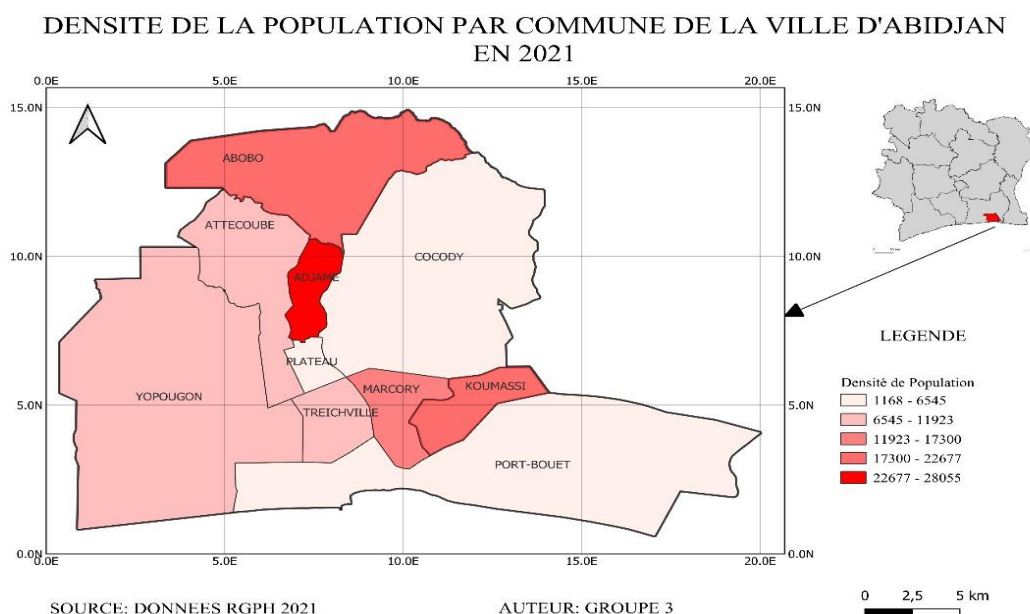 DENSITE DE LA POPULATION PAR COMMUNE DE LA VILLE D'ABIDJAN
EN 2021
0.0E 5.0E 10.0E 15.0E 20.0E
15.0N 15.0N
ABOBO
ATTECOUBE
COCODY
10.0N 10.0N
ADJAME
PLATEAU
YOPOUGON
MARCORY
KOUMASSI
TREICHVILLE
5.0N 5.0N
PORT-BOUET
0.0N 0.0N
0.0E 5.0E 10.0E 15.0E 20.0E
LEGENDE
Densité de Population
1168 - 6545
6545 - 11923
11923 - 17300
17300 - 22677
22677 - 28055
SOURCE: DONNEES RGPH 2021
AUTEUR: GROUPE 3
0 2,5 5 km